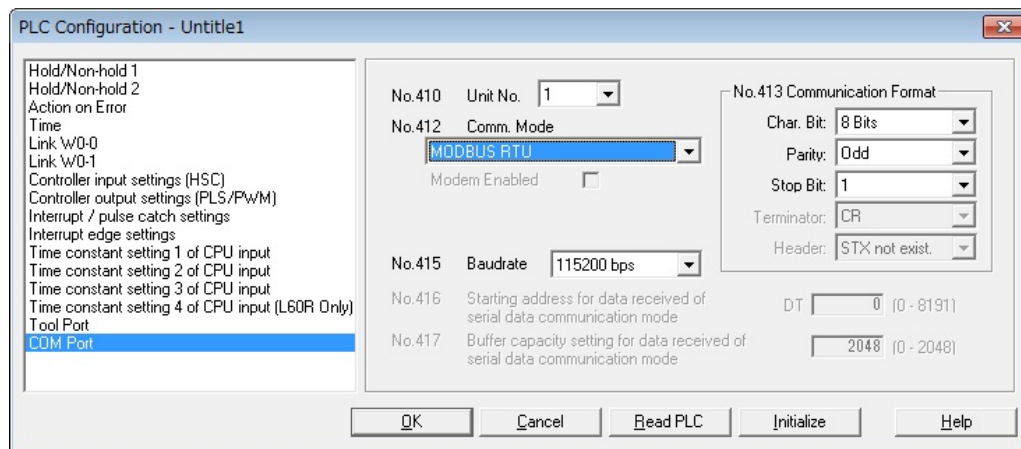 PLC Configuration - Untitle1
Hold/Non-hold 1
Hold/Non-hold 2
Action on Error
Time
Link W0-0
Link W0-1
Controller input settings (HSC)
Controller output settings (PLS/PWM)
Interrupt / pulse catch settings
Interrupt edge settings
Time constant setting 1 of CPU input
Time constant setting 2 of CPU input
Time constant setting 3 of CPU input
Time constant setting 4 of CPU input (L60R Only)
Tool Port
COM Port
No.410 Unit No. 1
No.412 Comm. Mode
MODBUS RTU
Modem Enabled
No.413 Communication Format
Char. Bit: 8 Bits
Parity: Odd
Stop Bit: 1
Terminator: CR
Header: STX not exist.
No.415 Baudrate 115200 bps
No.416 Starting address for data received of
serial data communication mode
DT 0 (0 - 8191)
No.417 Buffer capacity setting for data received of
serial data communication mode
2048 (0 - 2048)
OK Cancel Read PLC Initialize Help